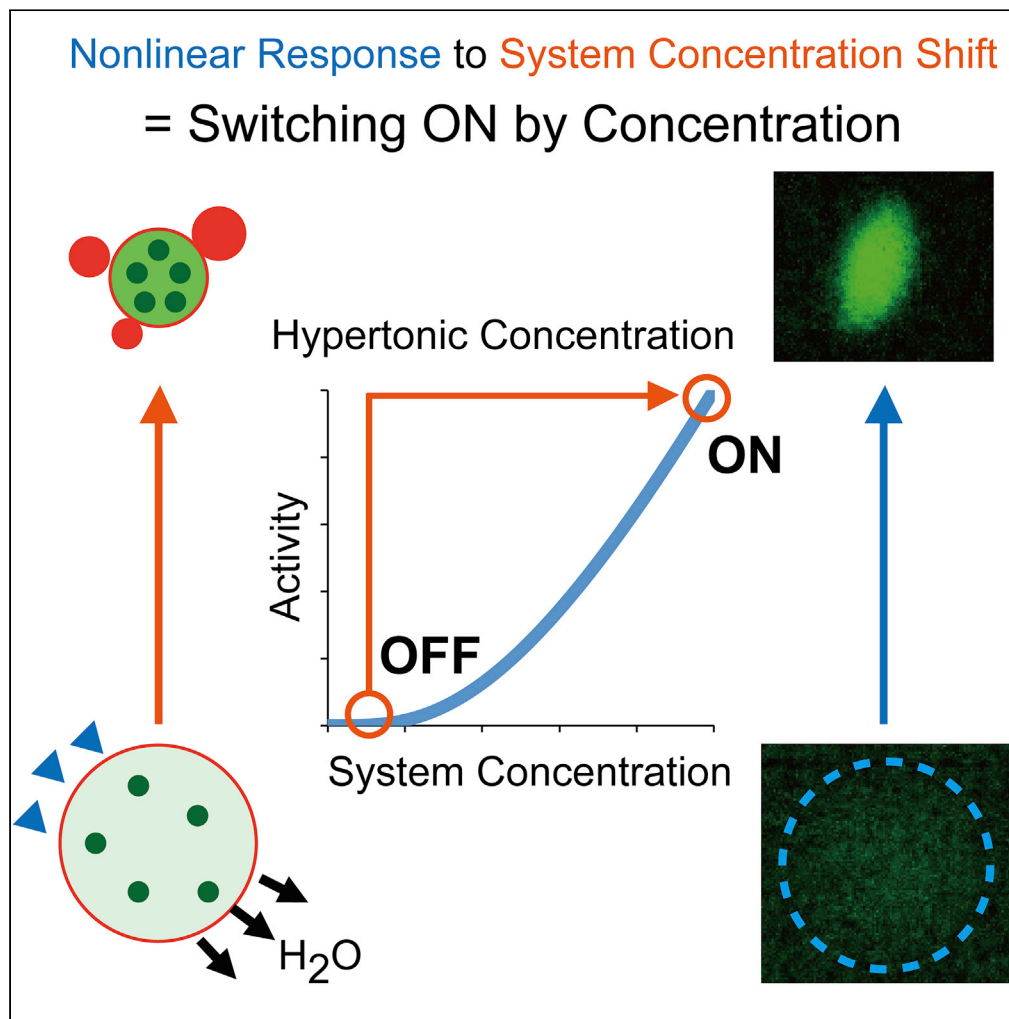 Nonlinear Response to System Concentration Shift
= Switching ON by Concentration
Hypertonic Concentration
ON
Activity
OFF
System Concentration
H₂O